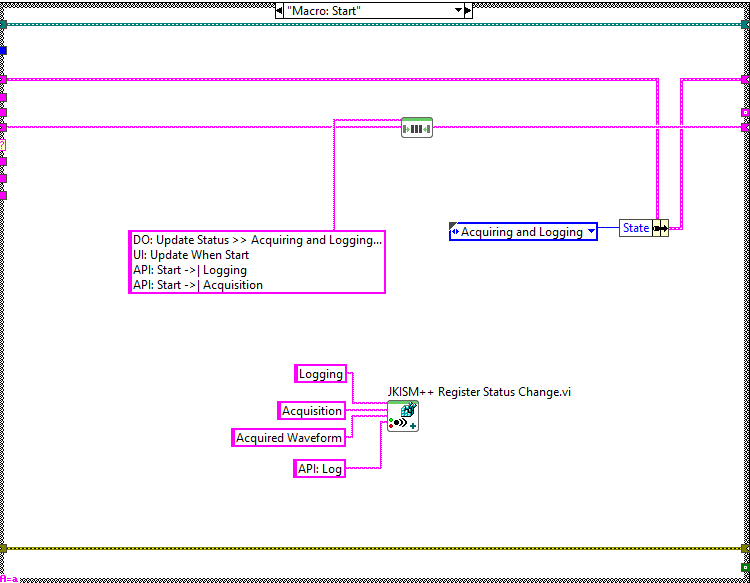 "Macro: Start"
?
DO: Update Status >> Acquiring and Logging...
UI: Update When Start
API: Start ->| Logging
API: Start ->| Acquisition
Acquiring and Logging
State
Logging
JKISM++ Register Status Change.vi
Acquisition
Acquired Waveform
API: Log
A=a